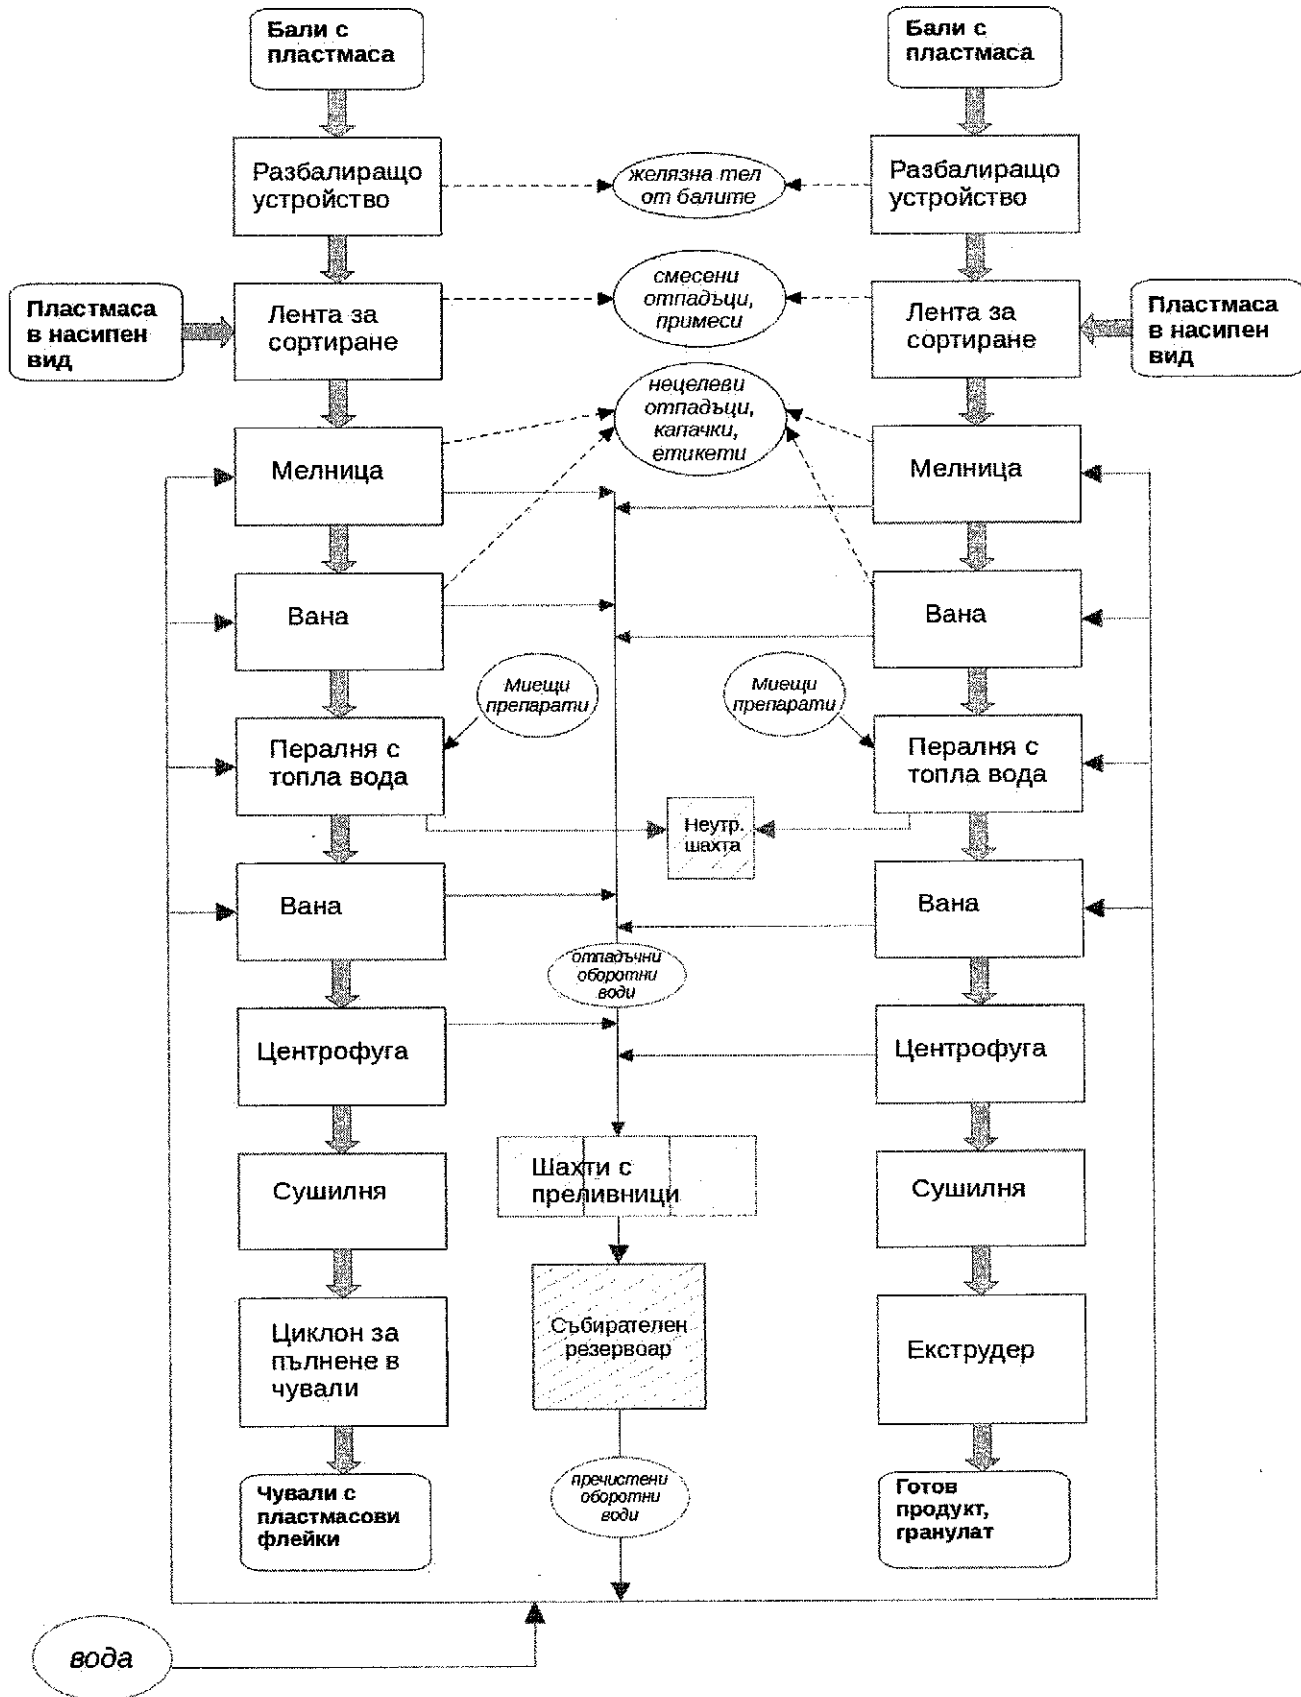 Бали с
пластмаса
Бали с
пластмаса
Разбалиращо
устройство
желязна тел
от балите
Разбалиращо
устройство
Пластмаса
в насипен
вид
Лента за
сортиране
смесени
отпадъци,
примеси
Лента за
сортиране
Пластмаса
в насипен
вид
нецелеви
отпадъци,
капачки,
етикети
Мелница
Мелница
Вана
Вана
Миещи
препарати
Миещи
препарати
Пералня с
топла вода
Пералня с
топла вода
Неутр.
шахта
Вана
Вана
отпадъчни
оборотни
води
Центрофуга
Центрофуга
Шахти с
преливници
Сушилня
Сушилня
Циклон за
пълнене в
чували
Събирателен
резервоар
Екструдер
Чували с
пластмасови
флейки
пречистени
оборотни
води
Готов
продукт,
гранулат
вода